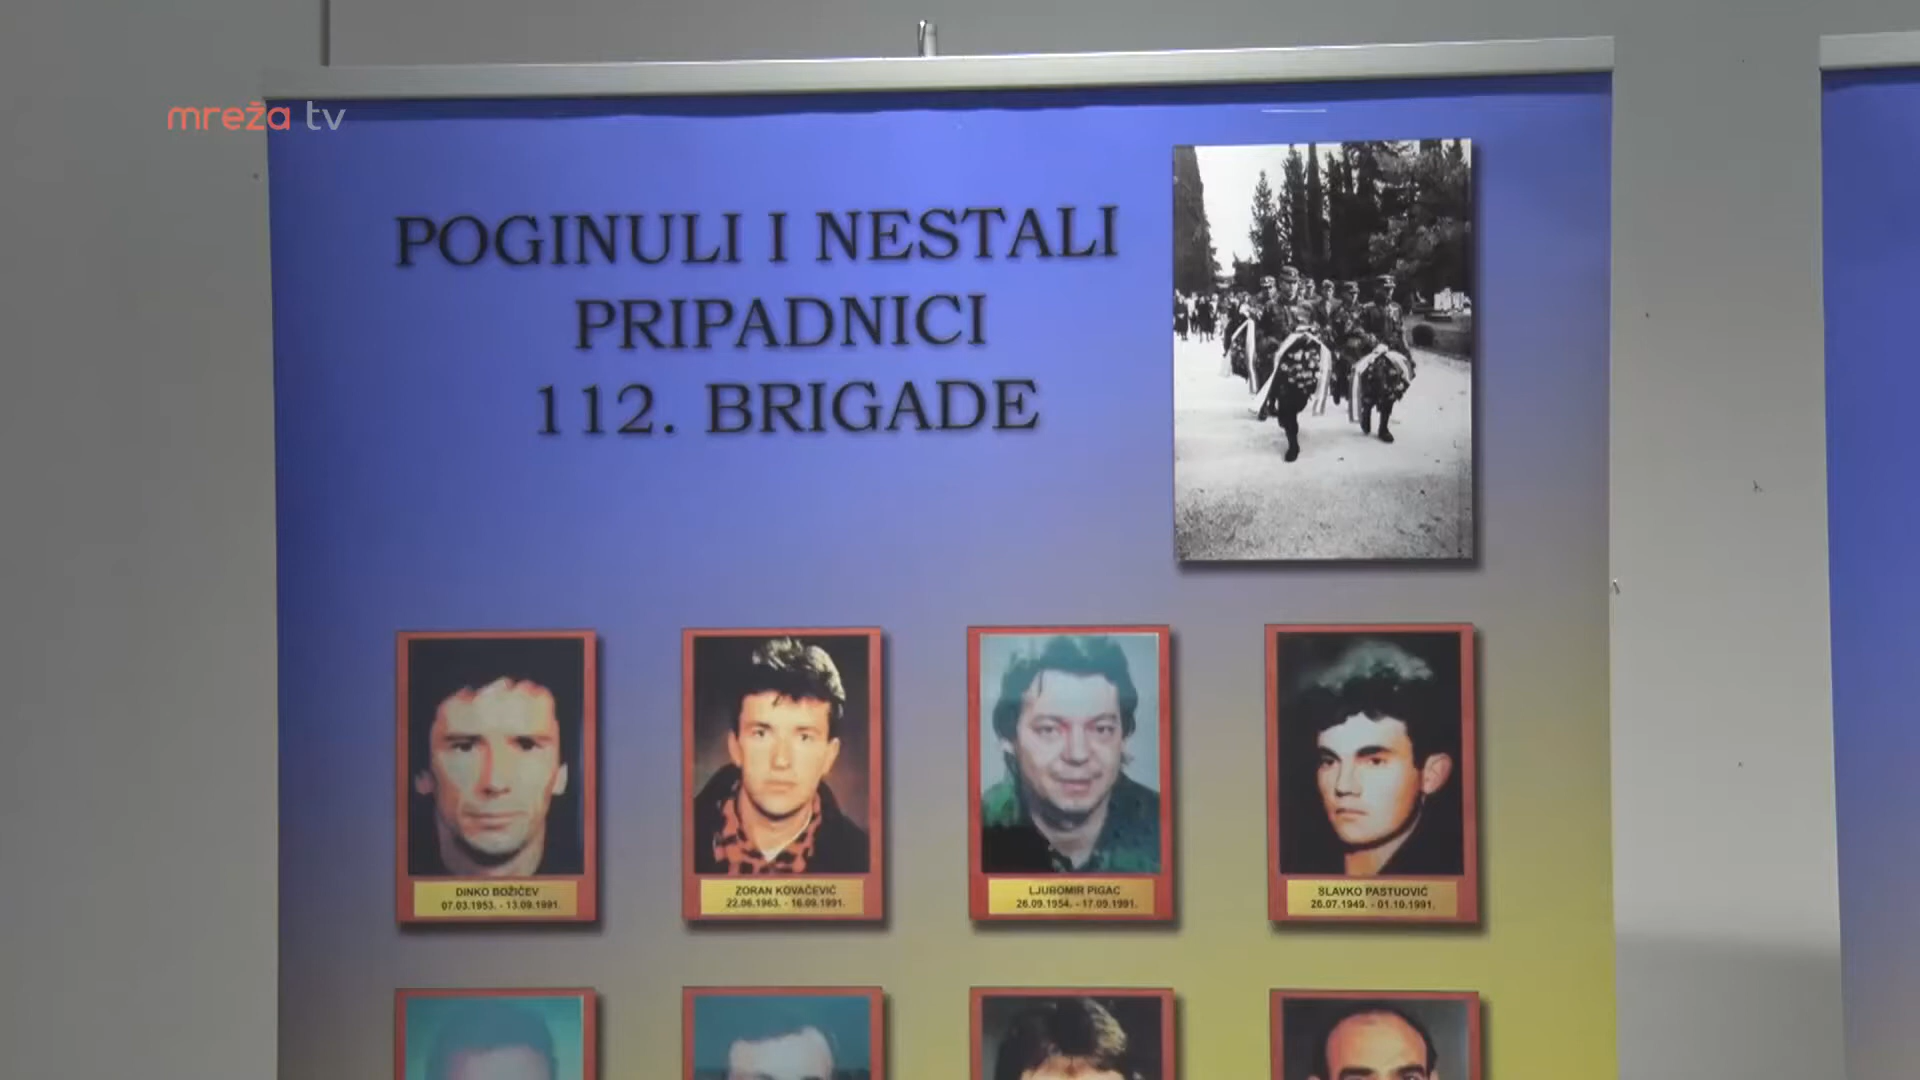 mreža tv
POGINULI I NESTALI
PRIPADNICI
112. BRIGADE
DINKO BOŽIČEV
07.03.1953. - 13.09.1991.
ZORAN KOVAČEVIĆ
22.06.1963. - 16.09.1991.
LJUBOMIR PIGAC
26.09.1954. - 17.09.1991.
SLAVKO PASTUOVIĆ
26.07.1949. - 01.10.1991.